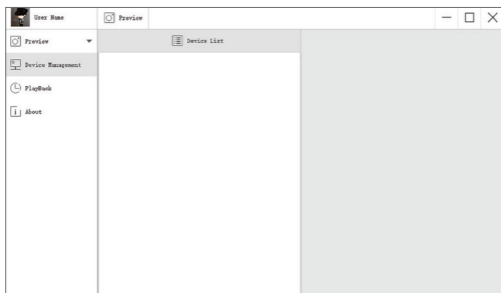 User Name
Preview
Preview
Device List
Device Management
PlayBack
About